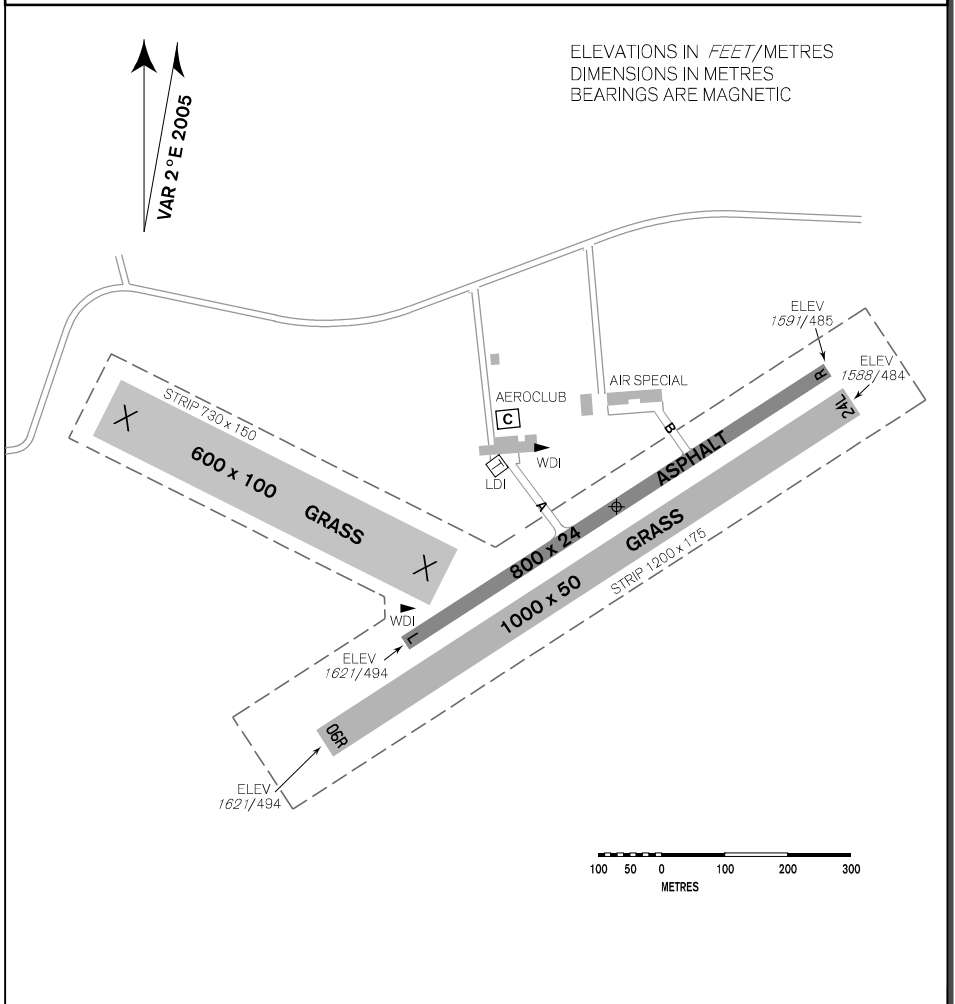 ELEVATIONS IN FEET/METRES
DIMENSIONS IN METRES
BEARINGS ARE MAGNETIC
VAR 2°E 2005
ELEV
1591/485
ELEV
1588/484
AIR SPECIAL
AEROCLUB
C
STRIP 730 x 150
600 x 100 GRASS
X
X
WDI
LDI
T
A
B
R
24L
800 x 24 ASPHALT
1000 x 50 GRASS
STRIP 1200 x 175
WDI
L
ELEV
1621/494
06R
ELEV
1621/494
100 50 0 100 200 300
METRES